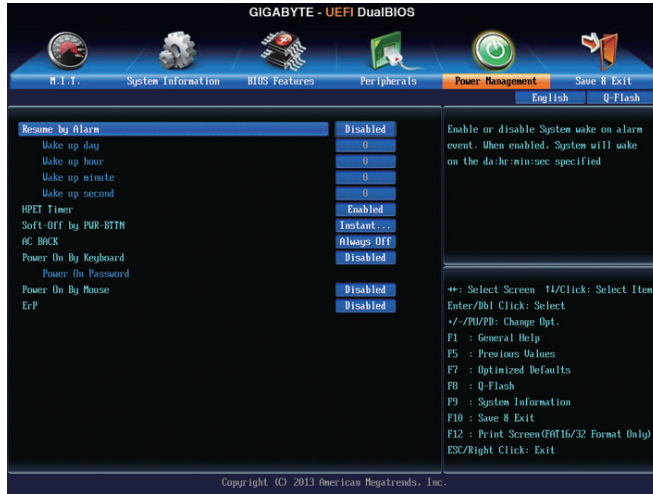 GIGABYTE - UEFI DualBIOS
M.I.T. System Information BIOS Features Peripherals Power Management Save & Exit
English Q-Flash
Resume by Alarm Disabled
Wake up day 0
Wake up hour 0
Wake up minute 0
Wake up second 0
HPET Timer Enabled
Soft-Off by PWR-BTTN Instant...
AC BACK Always Off
Power On By Keyboard Disabled
Power On Password
Power On By Mouse Disabled
ErP Disabled
Enable or disable System wake on alarm
event. When enabled, System will wake
on the da:hr:min:sec specified
→←: Select Screen ↑↓/Click: Select Item
Enter/Dbl Click: Select
+/-/PU/PD: Change Opt.
F1 : General Help
F5 : Previous Values
F7 : Optimized Defaults
F8 : Q-Flash
F9 : System Information
F10 : Save & Exit
F12 : Print Screen(FAT16/32 Format Only)
ESC/Right Click: Exit
Copyright (C) 2013 American Megatrends, Inc.